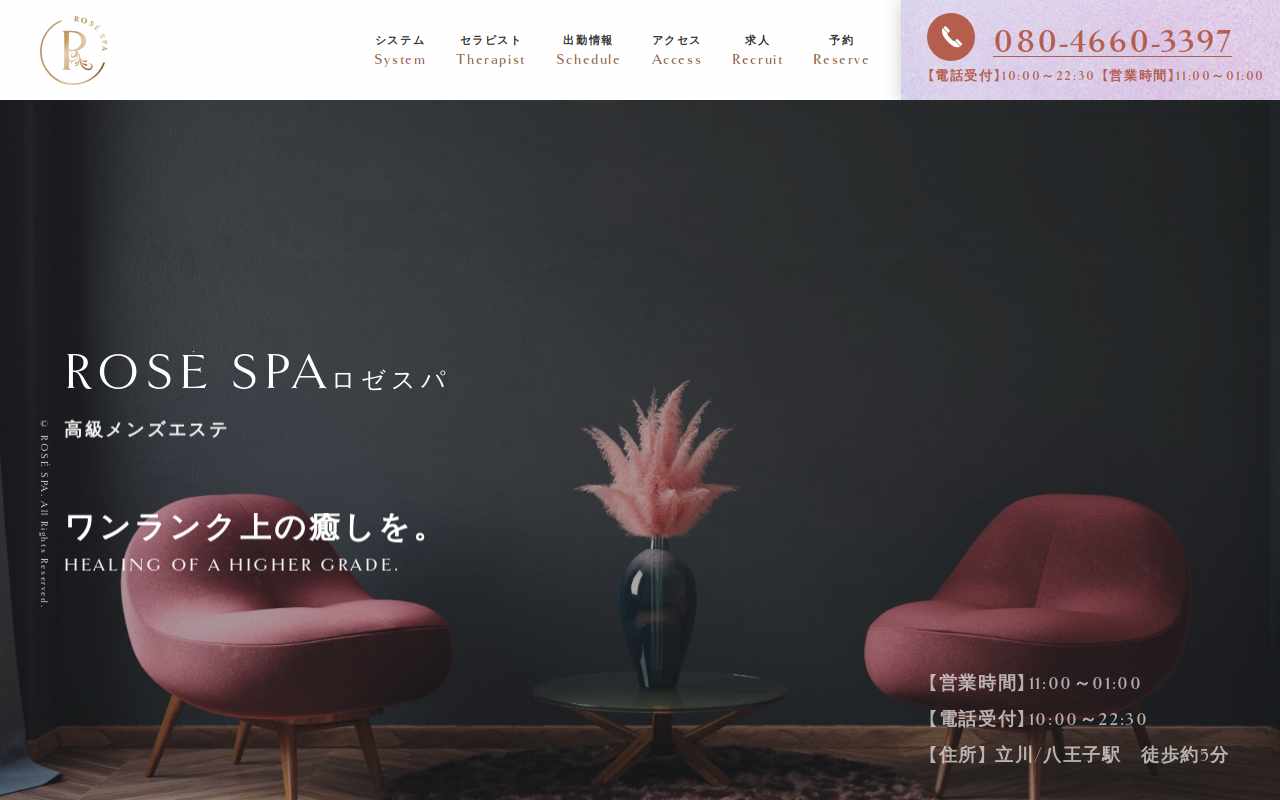 ROSÉ SPA
R
システム
System
セラピスト
Therapist
出勤情報
Schedule
アクセス
Access
求人
Recruit
予約
Reserve
080-4660-3397
【電話受付】10:00～22:30 【営業時間】11:00～01:00
ROSÉ SPAロゼスパ
高級メンズエステ
ワンランク上の癒しを。
HEALING OF A HIGHER GRADE.
© ROSÉ SPA. All Rights Reserved.
【営業時間】11:00～01:00
【電話受付】10:00～22:30
【住所】立川/八王子駅　徒歩約5分